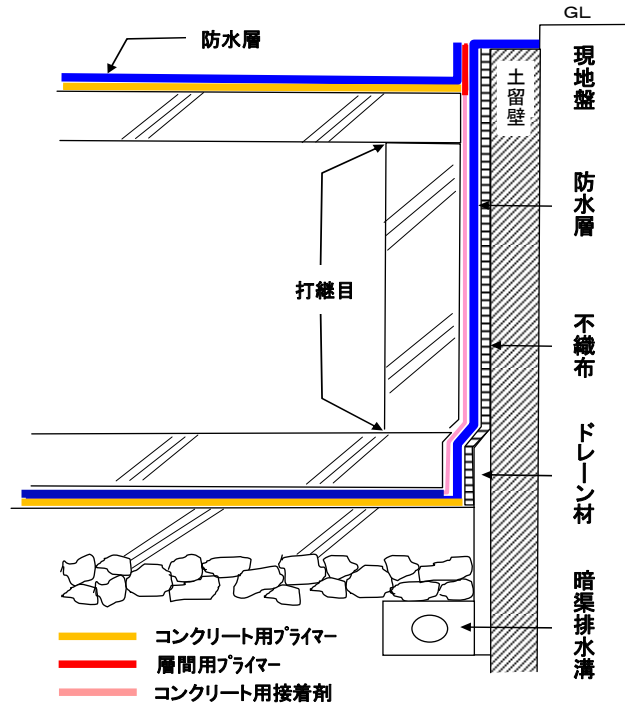 GL
防水層
現地盤
土留壁
防水層
打継目
不織布
ドレーン材
暗渠排水溝
コンクリート用プライマー
層間用プライマー
コンクリート用接着剤